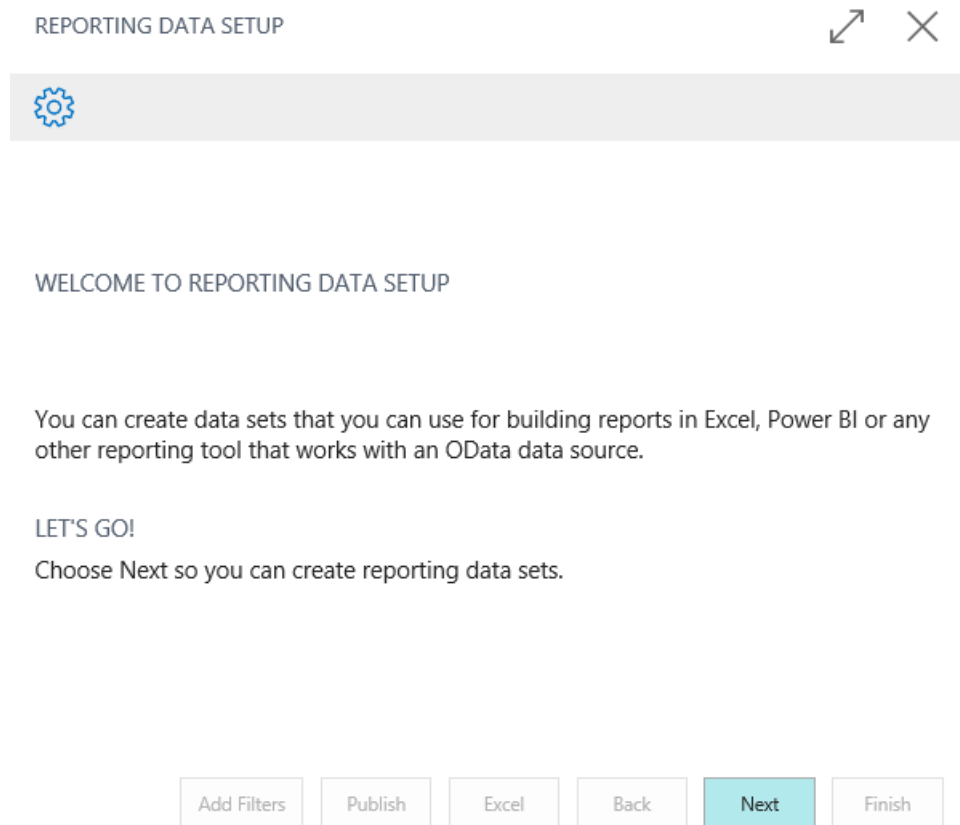 REPORTING DATA SETUP
WELCOME TO REPORTING DATA SETUP
You can create data sets that you can use for building reports in Excel, Power BI or any
other reporting tool that works with an OData data source.
LET'S GO!
Choose Next so you can create reporting data sets.
Add Filters Publish Excel Back Next Finish